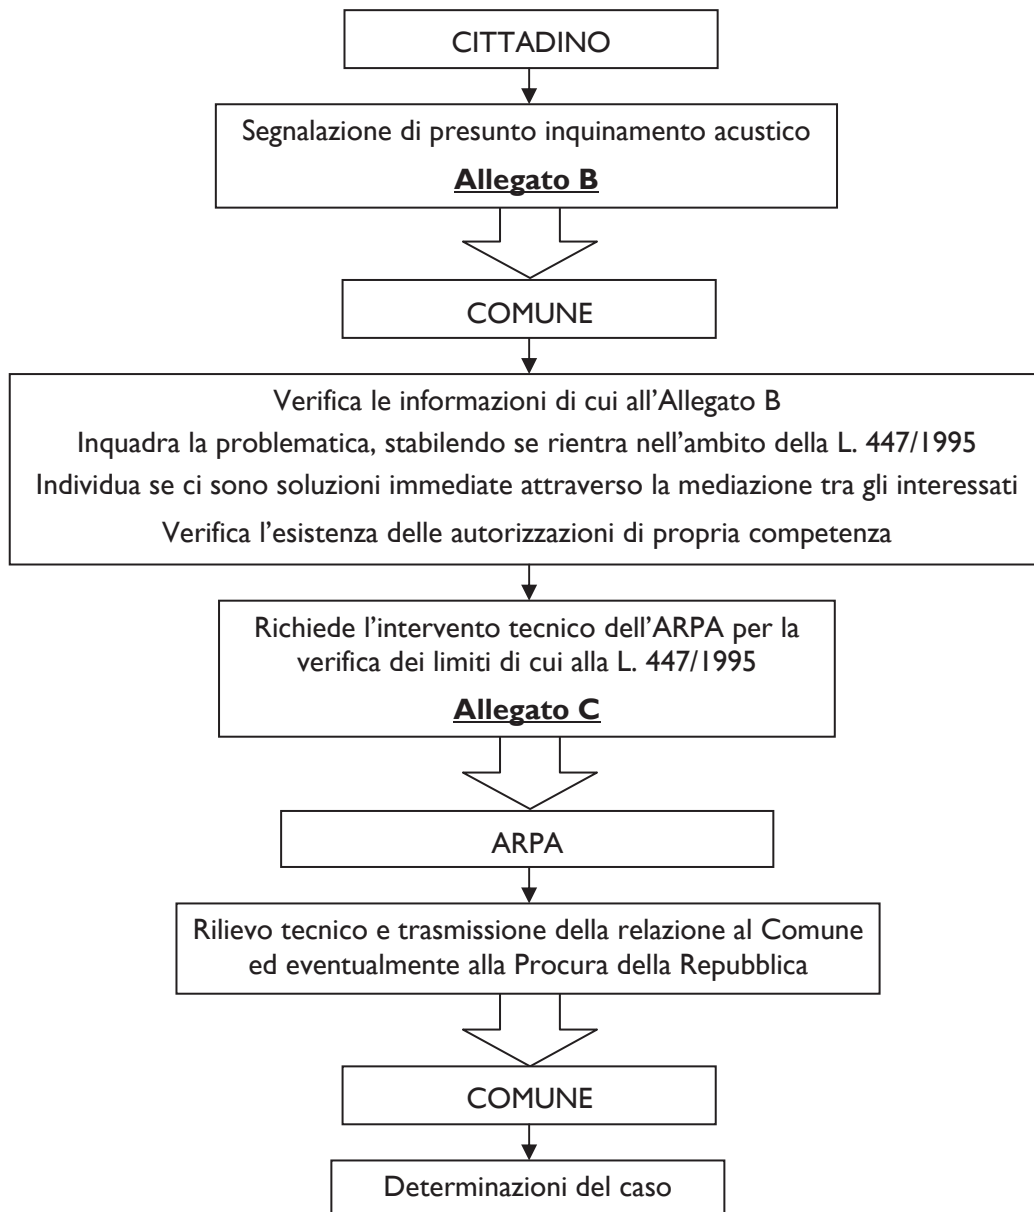 CITTADINO
Segnalazione di presunto inquinamento acustico
Allegato B
COMUNE
Verifica le informazioni di cui all’Allegato B
Inquadra la problematica, stabilendo se rientra nell’ambito della L. 447/1995
Individua se ci sono soluzioni immediate attraverso la mediazione tra gli interessati
Verifica l’esistenza delle autorizzazioni di propria competenza
Richiede l’intervento tecnico dell’ARPA per la
verifica dei limiti di cui alla L. 447/1995
Allegato C
ARPA
Rilievo tecnico e trasmissione della relazione al Comune
ed eventualmente alla Procura della Repubblica
COMUNE
Determinazioni del caso